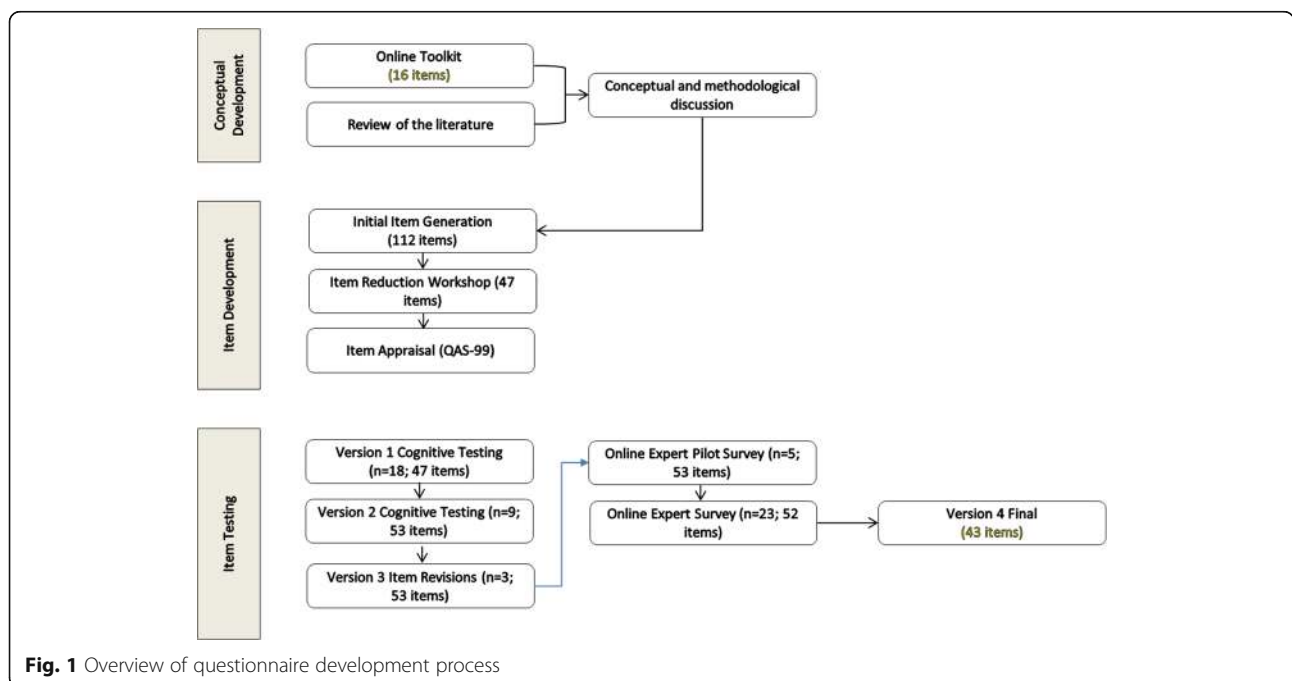 Conceptual
Development
Online Toolkit
(16 items)
Review of the literature
Conceptual and methodological
discussion
Item Development
Initial Item Generation
(112 items)
Item Reduction Workshop (47
items)
Item Appraisal (QAS-99)
Item Testing
Version 1 Cognitive Testing
(n=18; 47 items)
Version 2 Cognitive Testing (n=9;
53 items)
Version 3 Item Revisions (n=3;
53 items)
Online Expert Pilot Survey (n=5;
53 items)
Online Expert Survey (n=23; 52
items)
Version 4 Final
(43 items)
Fig. 1 Overview of questionnaire development process